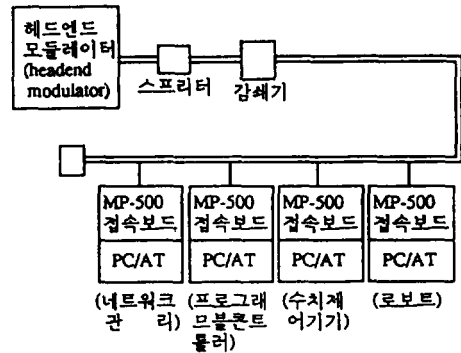 헤드엔드
모듈레이터
(headend
modulator)
스프리터
감쇄기
MP-500
접속보드
PC/AT
(네트워크
관 리)
MP-500
접속보드
PC/AT
(프로그래
므블콘트
롤러)
MP-500
접속보드
PC/AT
(수치제
어기기)
MP-500
접속보드
PC/AT
(로보트)